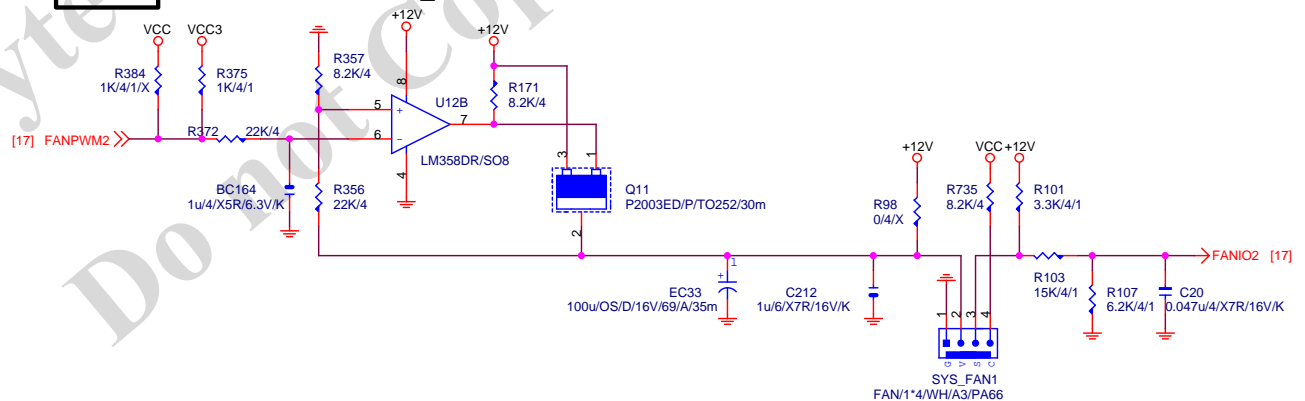 +12V
VCC
VCC3
+12V
R384
1K/4/1/X
R375
1K/4/1
R357
8.2K/4
8
U12B
R171
8.2K/4
5
+
[17] FANPWM2
R372
22K/4
6
-
7
LM358DR/SO8
4
3
1
BC164
1u/4/X5R/6.3V/K
R356
22K/4
Q11
P2003ED/P/TO252/30m
2
+12V
VCC
+12V
R98
0/4/X
R735
8.2K/4
R101
3.3K/4/1
FANIO2 [17]
1
+
EC33
100u/OS/D/16V/69/A/35m
C212
1u/6/X7R/16V/K
R103
15K/4/1
R107
6.2K/4/1
C20
0.047u/4/X7R/16V/K
1
2
3
4
G
V
S
C
SYS_FAN1
FAN/1*4/WH/A3/PA66
yte
Do not Cop